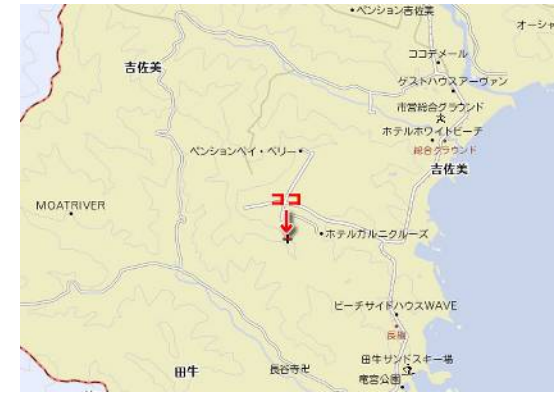 ペンション吉佐美
オーシャ
ココデメール
吉佐美
ゲストハウスアーヴァン
市営総合グラウンド
ホテルホワイトビーチ
総合グラウンド
ペンションベイ・ベリー
吉佐美
ココ
MOATRIVER
ホテルガルニクルーズ
ビーチサイドハウスWAVE
田牛サンドスキー場
田牛
長谷寺卍
竜宮公園